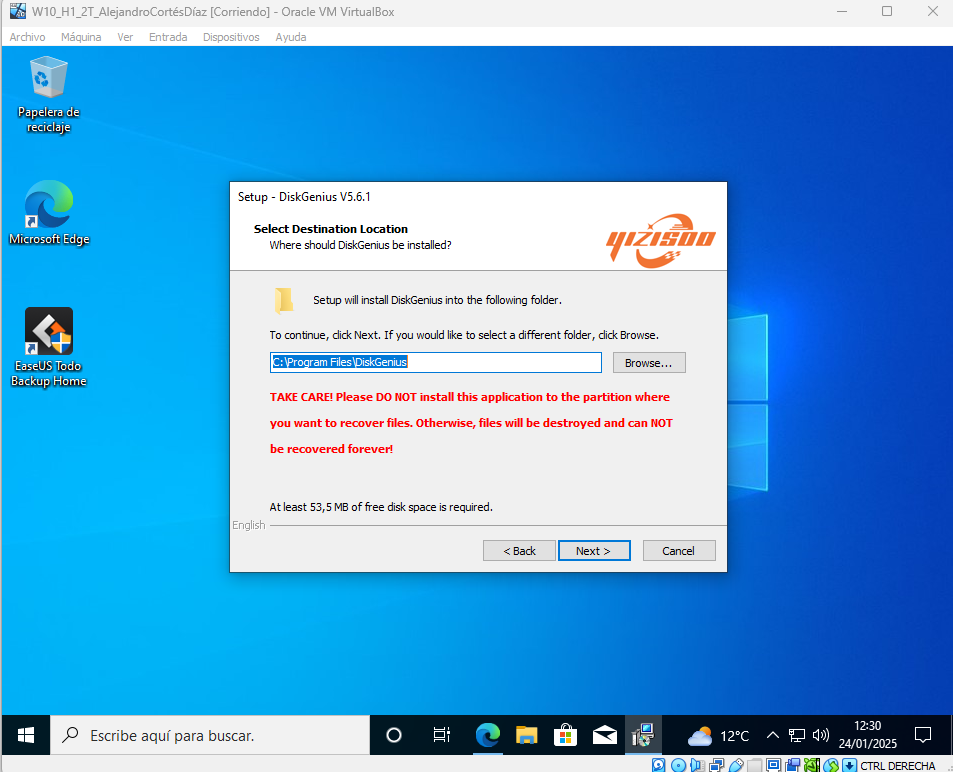 W10_H1_2T_AlejandroCortésDíaz [Corriendo] - Oracle VM VirtualBox
Archivo Máquina Ver Entrada Dispositivos Ayuda
Papelera de
reciclaje
Microsoft Edge
EaseUS Todo
Backup Home
Setup - DiskGenius V5.6.1
Select Destination Location
Where should DiskGenius be installed?
YIZISOO
Setup will install DiskGenius into the following folder.
To continue, click Next. If you would like to select a different folder, click Browse.
C:\Program Files\DiskGenius
Browse...
TAKE CARE! Please DO NOT install this application to the partition where
you want to recover files. Otherwise, files will be destroyed and can NOT
be recovered forever!
At least 53,5 MB of free disk space is required.
English
< Back Next > Cancel
Escribe aquí para buscar.
12°C
12:30
24/01/2025
CTRL DERECHA